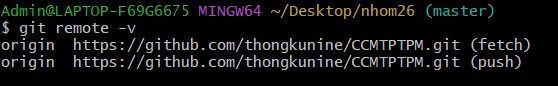 Admin@LAPTOP-F69G6675 MINGW64 ~/Desktop/nhom26 (master)
$ git remote -v
origin  https://github.com/thongkunine/CCMTPTPM.git (fetch)
origin  https://github.com/thongkunine/CCMTPTPM.git (push)